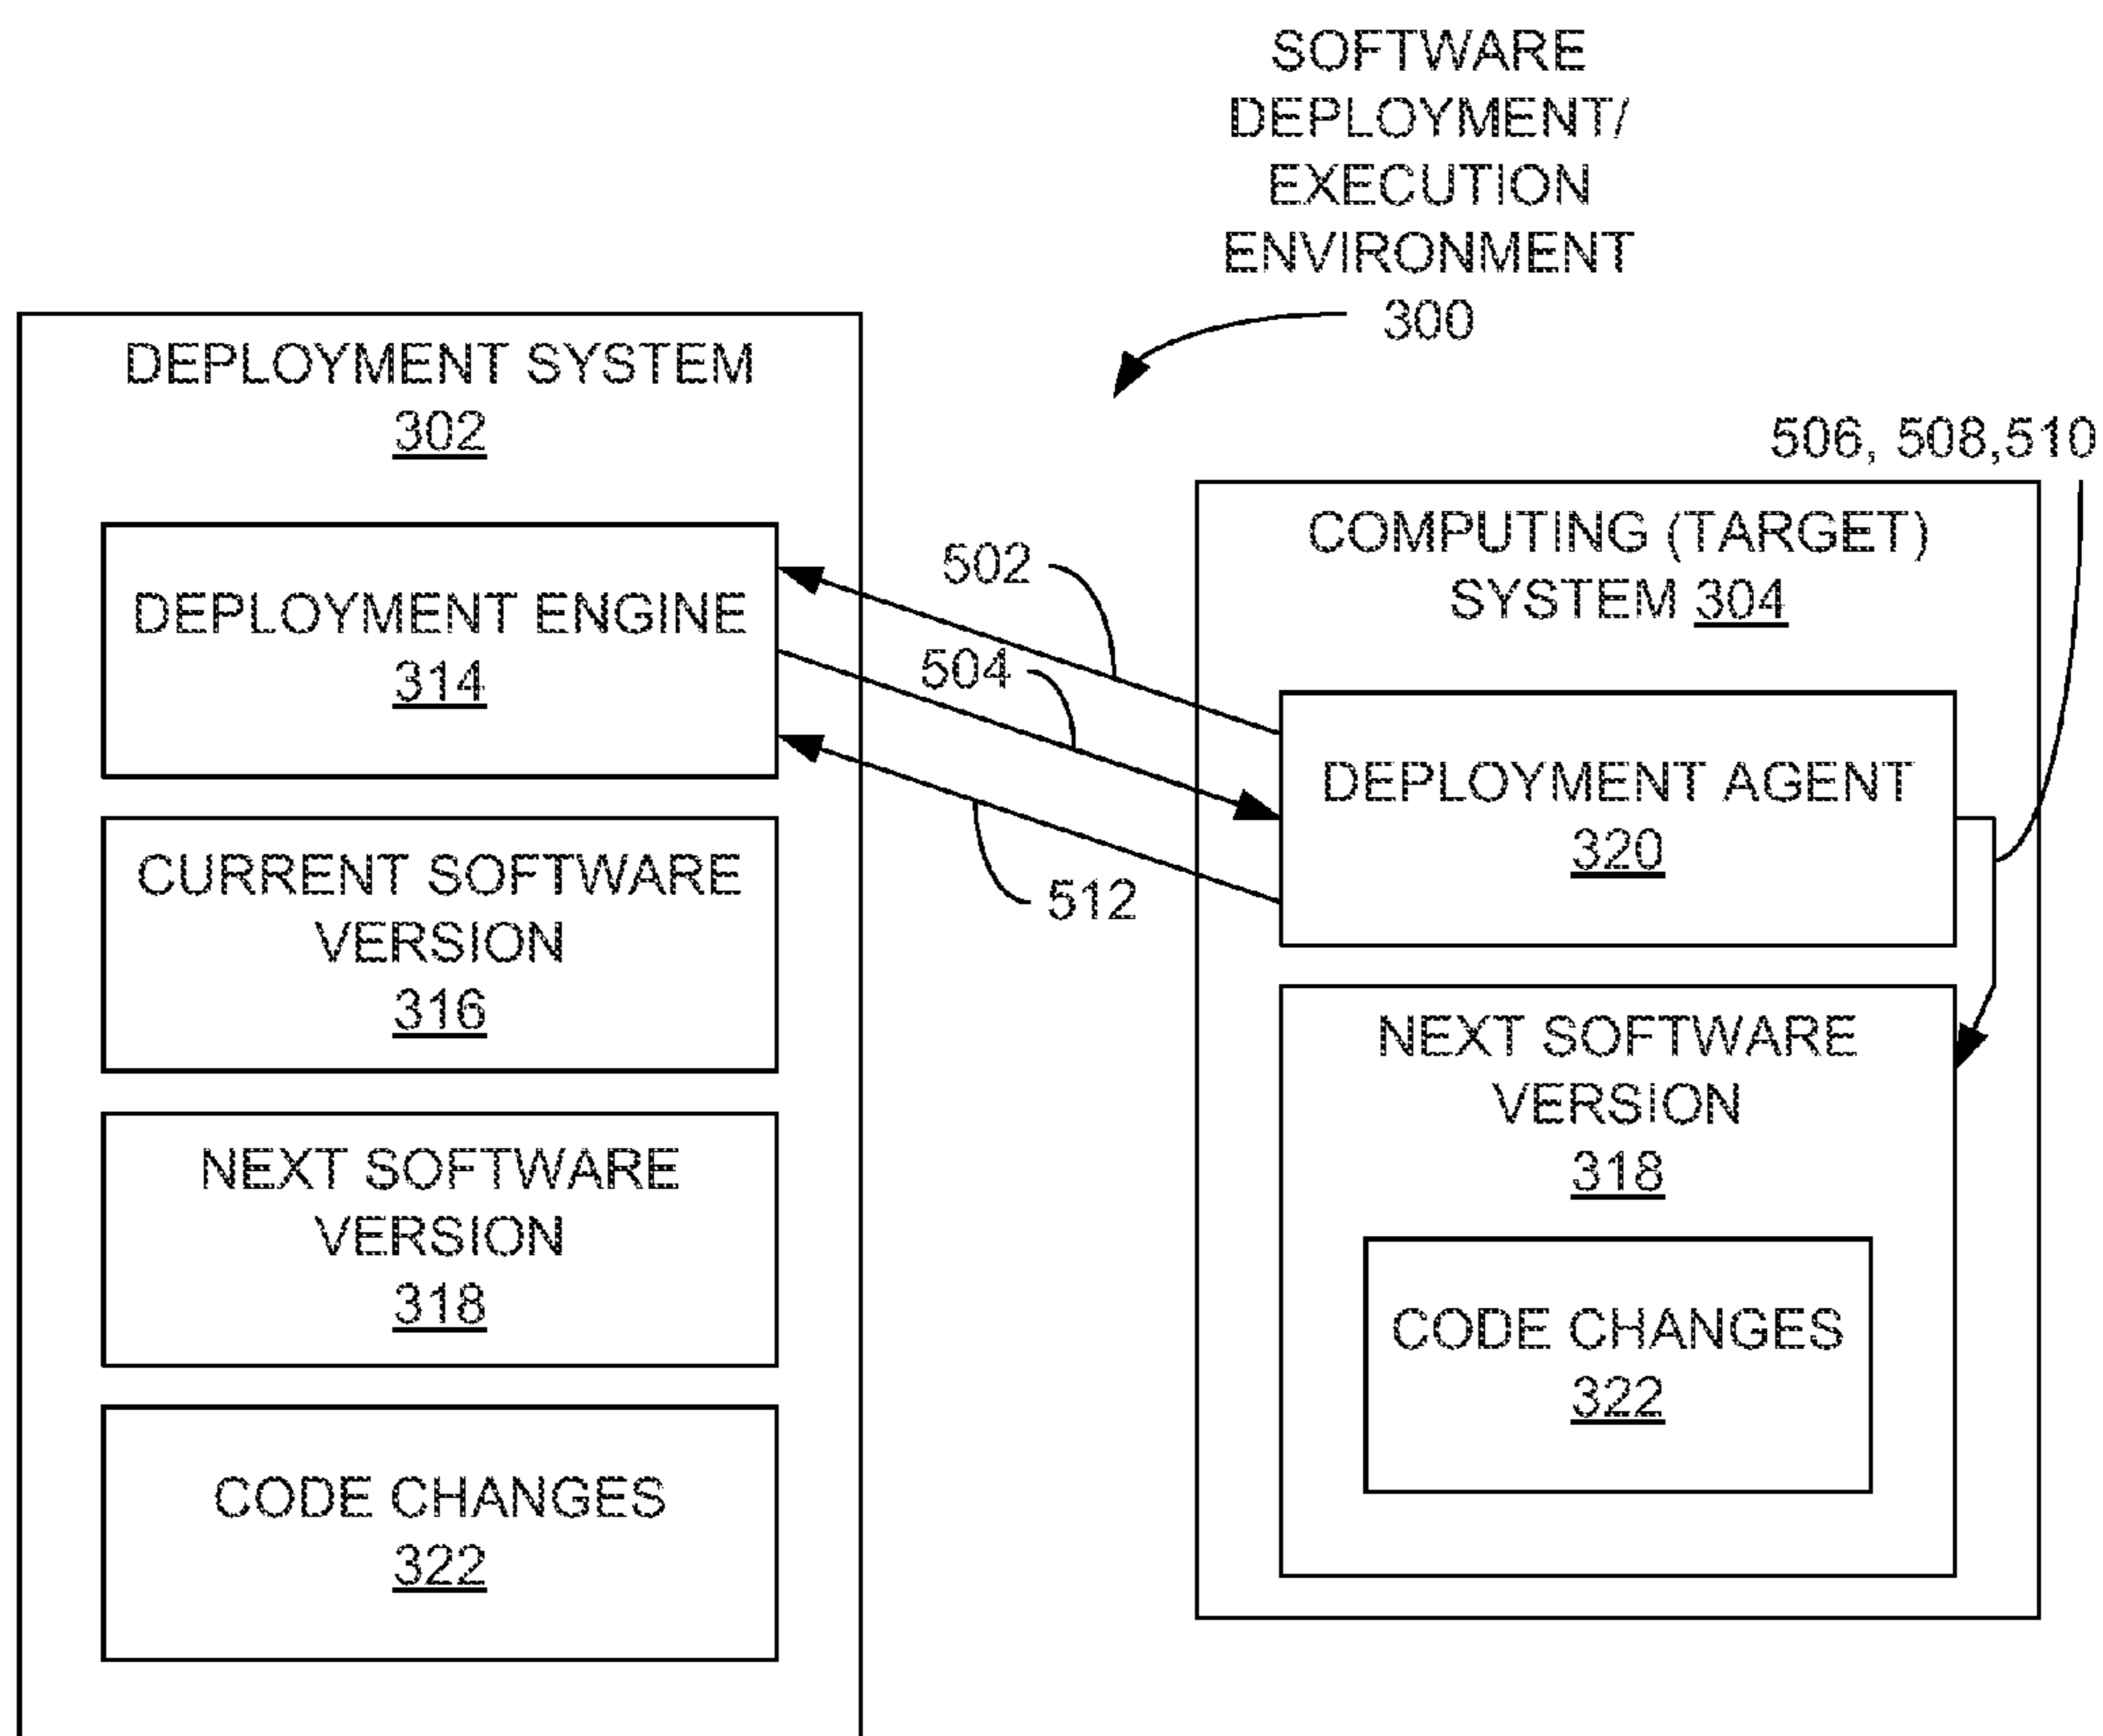 SOFTWARE
DEPLOYMENT/
EXECUTION
ENVIRONMENT
300
DEPLOYMENT SYSTEM
302
DEPLOYMENT ENGINE
314
CURRENT SOFTWARE
VERSION
316
NEXT SOFTWARE
VERSION
318
CODE CHANGES
322
502
504
512
506, 508,510
COMPUTING (TARGET)
SYSTEM 304
DEPLOYMENT AGENT
320
NEXT SOFTWARE
VERSION
318
CODE CHANGES
322